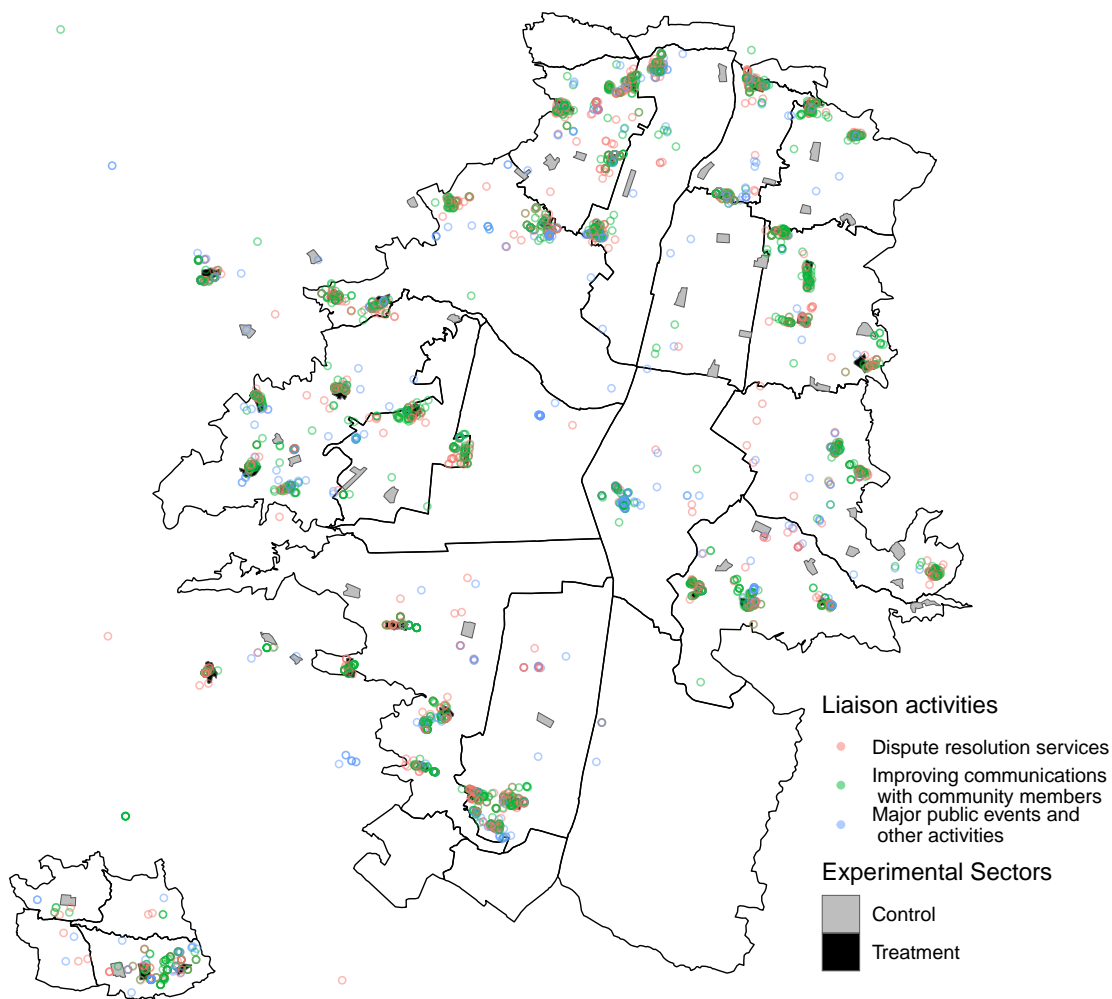 Liaison activities
Dispute resolution services
Improving communications
with community members
Major public events and
other activities
Experimental Sectors
Control
Treatment